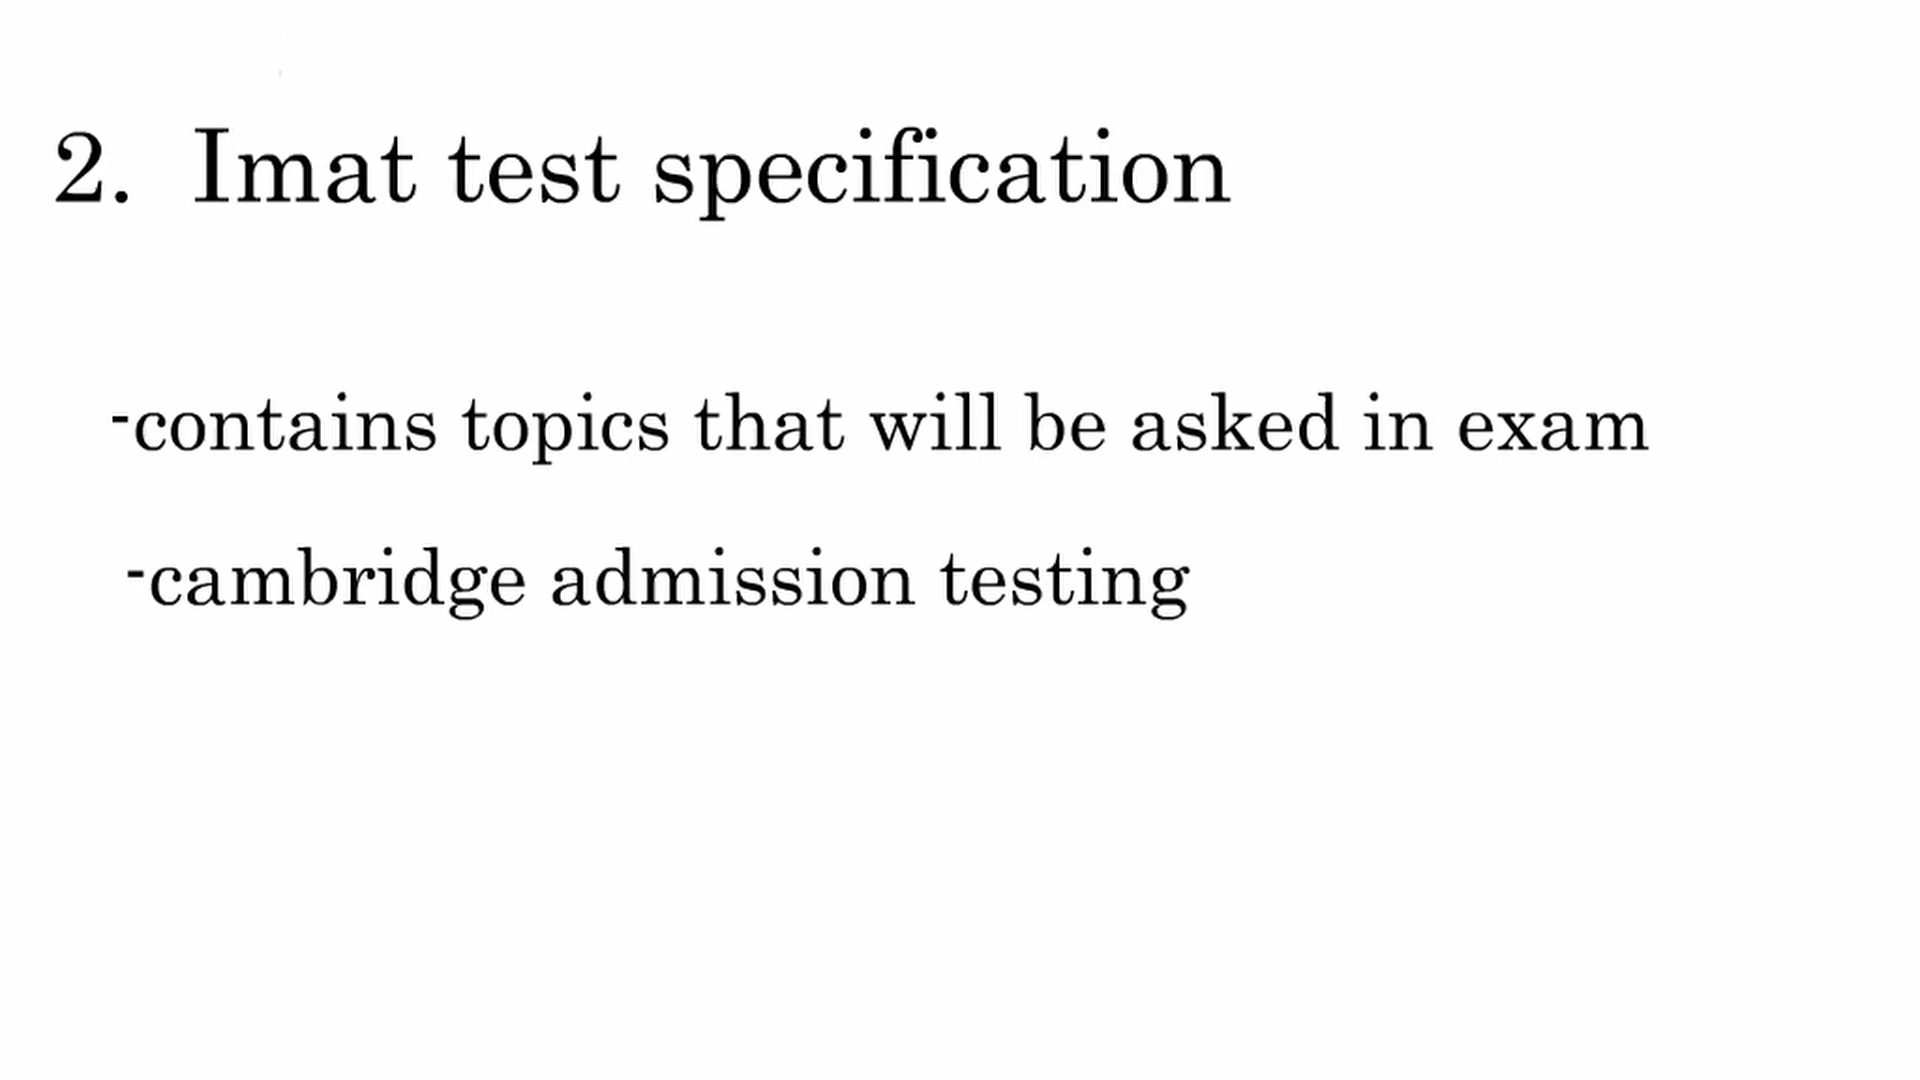 2. Imat test specification
-contains topics that will be asked in exam
-cambridge admission testing